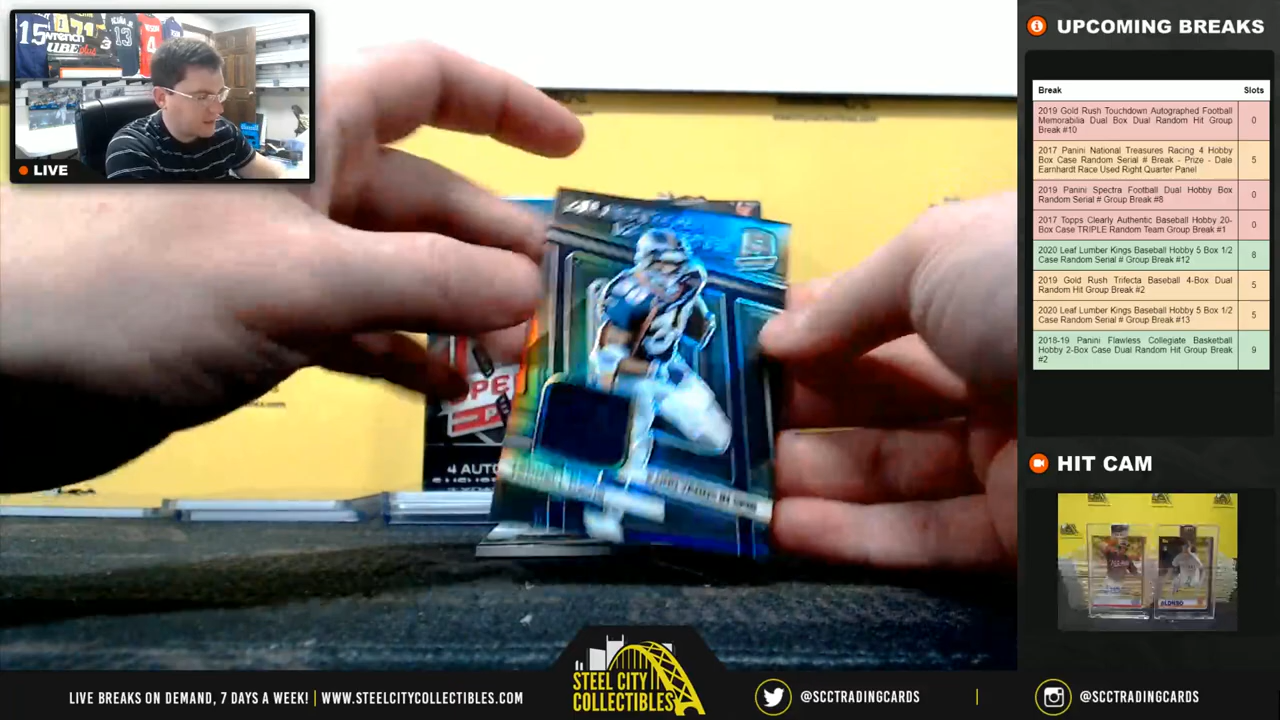 15
13
4
LIVE
UPCOMING BREAKS
Break Slots
2019 Gold Rush Touchdown Autographed Football
Memorabilia Dual Box Dual Random Hit Group
Break #10
0
2017 Panini National Treasures Racing 4 Hobby
Box Case Random Serial # Break - Prize - Dale
Earnhardt Race Used Right Quarter Panel
5
2019 Panini Spectra Football Dual Hobby Box
Random Serial # Group Break #8
0
2017 Topps Clearly Authentic Baseball Hobby 20-
Box Case TRIPLE Random Team Group Break #1
0
2020 Leaf Lumber Kings Baseball Hobby 5 Box 1/2
Case Random Serial # Group Break #12
8
2019 Gold Rush Trifecta Baseball 4-Box Dual
Random Hit Group Break #2
5
2020 Leaf Lumber Kings Baseball Hobby 5 Box 1/2
Case Random Serial # Group Break #13
5
2018-19 Panini Flawless Collegiate Basketball
Hobby 2-Box Case Dual Random Hit Group Break
#2
9
HIT CAM
ALONSO
4 AUTO
LIVE BREAKS ON DEMAND, 7 DAYS A WEEK! | WWW.STEELCITYCOLLECTIBLES.COM
STEEL CITY
COLLECTIBLES
@SCCTRADINGCARDS
@SCCTRADINGCARDS